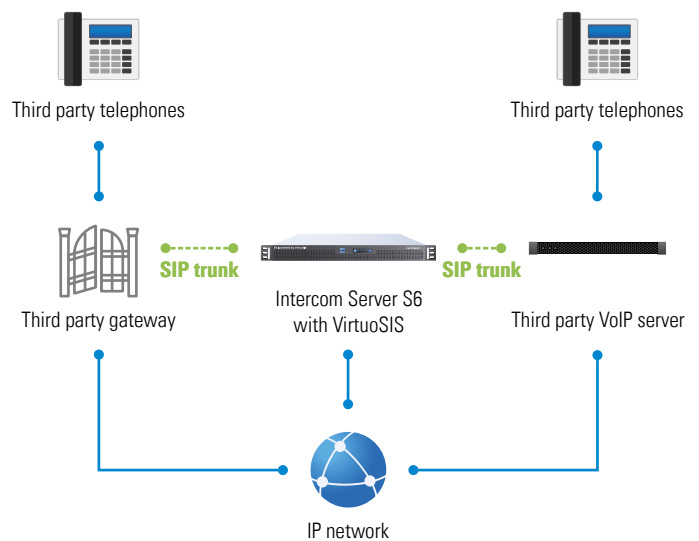 Third party telephones
Third party telephones
SIP trunk
SIP trunk
Third party gateway
Intercom Server S6
with VirtuoSIS
Third party VoIP server
IP network